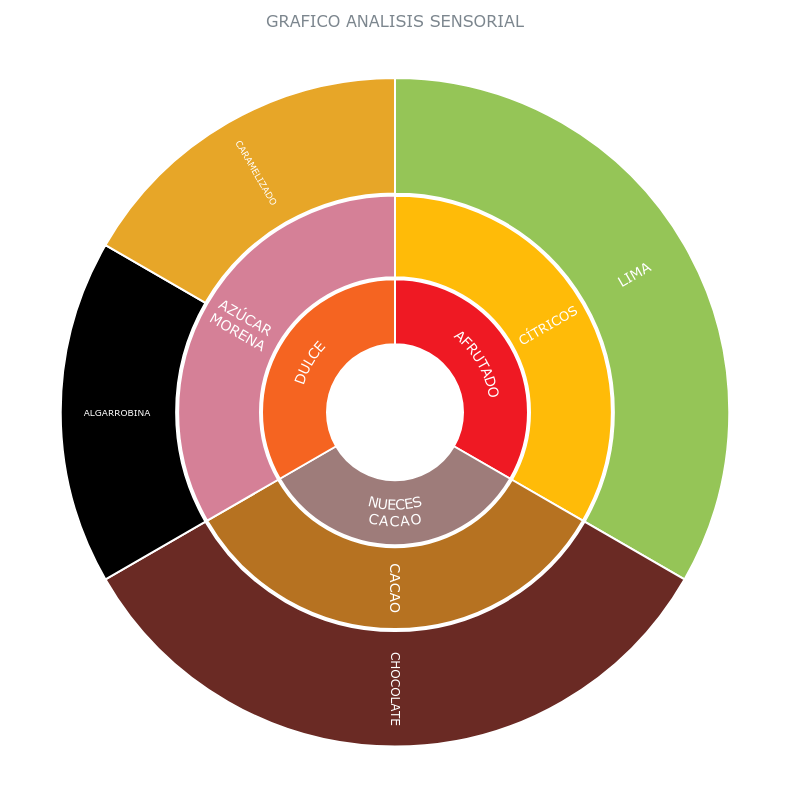 GRAFICO ANALISIS SENSORIAL
CARAMELIZADO
LIMA
AZÚCAR
MORENA
CÍTRICOS
DULCE
AFRUTADO
ALGARROBINA
NUECES
CACAO
CACAO
CHOCOLATE